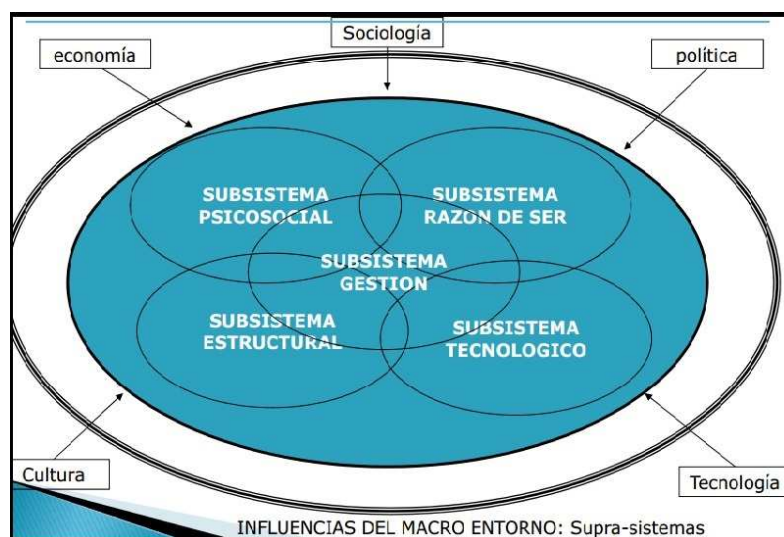 Sociología
economía
política
SUBSISTEMA
PSICOSOCIAL
SUBSISTEMA
RAZON DE SER
SUBSISTEMA
GESTION
SUBSISTEMA
ESTRUCTURAL
SUBSISTEMA
TECNOLOGICO
Cultura
Tecnología
INFLUENCIAS DEL MACRO ENTORNO: Supra-sistemas